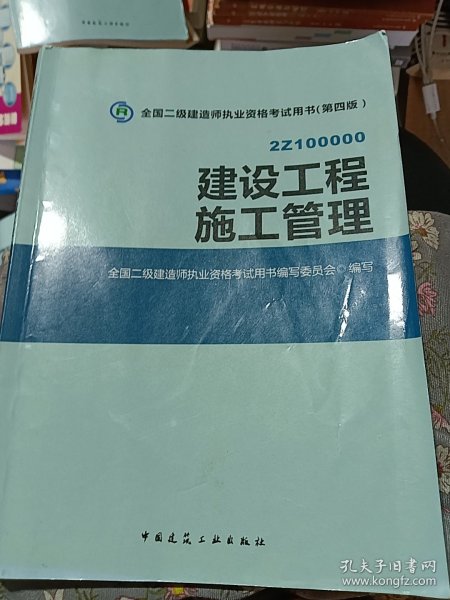 全国二级建造师执业资格考试用书（第四版）
2Z100000
建设工程
施工管理
全国二级建造师执业资格考试用书编写委员会◎编写
中国建筑工业出版社
孔夫子旧书网
www.kongfz.com